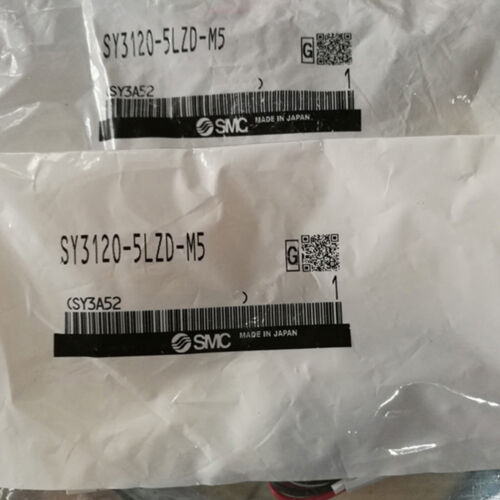 SY3120-5LZD-M5
G
(SY3A52 ) 1
SMC MADE IN JAPAN
SY3120-5LZD-M5
G
(SY3A52 ) 1
SMC MADE IN JAPAN